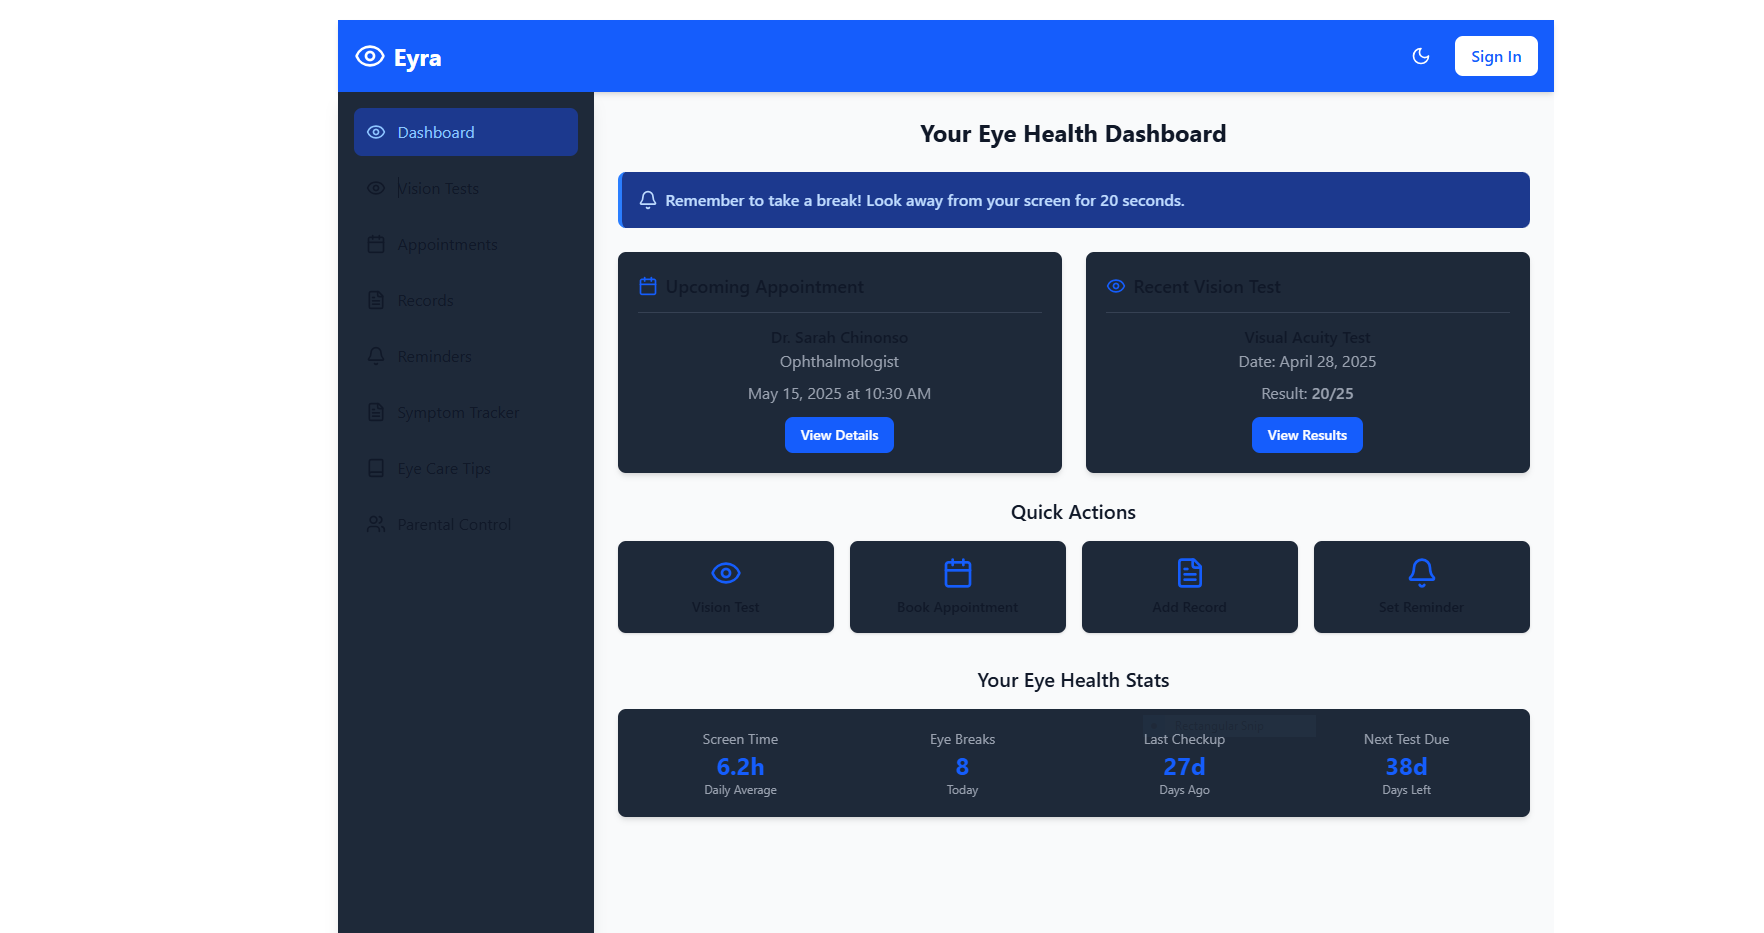 Eyra
Sign In
Dashboard
Vision Tests
Appointments
Records
Reminders
Symptom Tracker
Eye Care Tips
Parental Control
Your Eye Health Dashboard
Remember to take a break! Look away from your screen for 20 seconds.
Upcoming Appointment
Dr. Sarah Chinonso
Ophthalmologist
May 15, 2025 at 10:30 AM
View Details
Recent Vision Test
Visual Acuity Test
Date: April 28, 2025
Result: 20/25
View Results
Quick Actions
Vision Test
Book Appointment
Add Record
Set Reminder
Your Eye Health Stats
Screen Time
6.2h
Daily Average
Eye Breaks
8
Today
Last Checkup
27d
Days Ago
Next Test Due
38d
Days Left